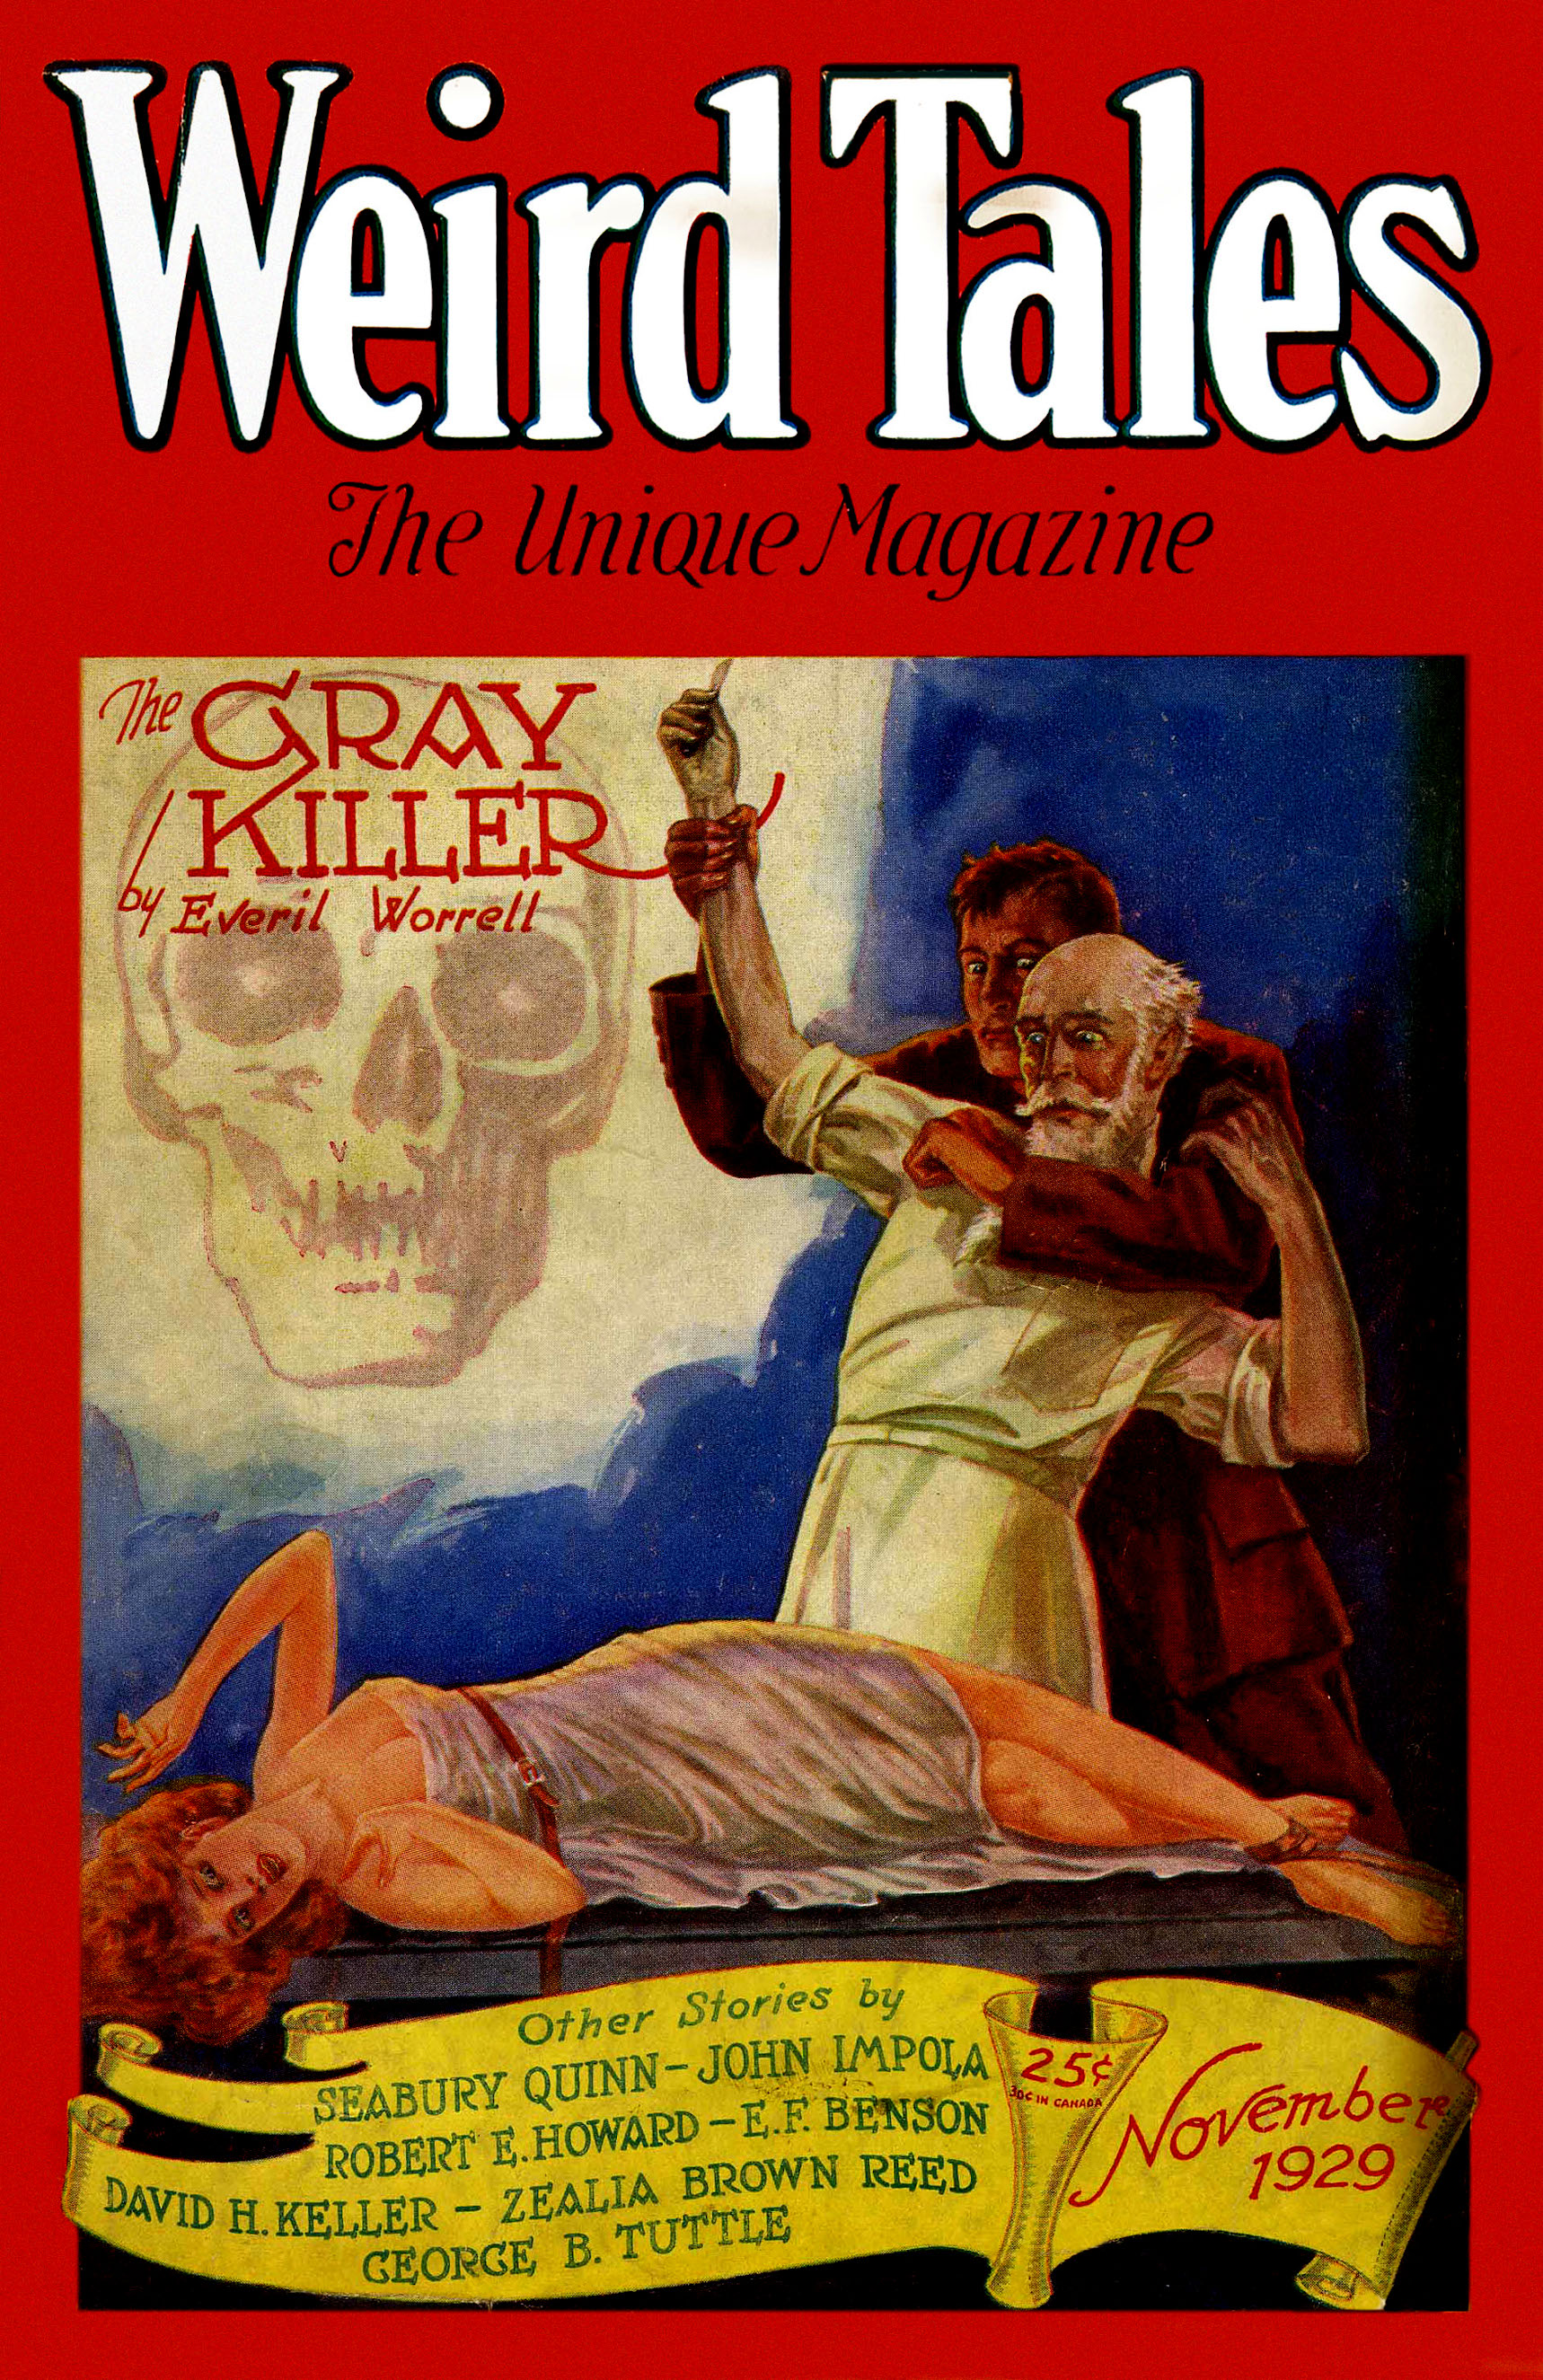 Weird Tales
The Unique Magazine
The GRAY
KILLER
by Everil Worrell
Other Stories by
SEABURY QUINN – JOHN IMPOLA
ROBERT E. HOWARD – E.F. BENSON
DAVID H. KELLER – ZEALIA BROWN REED
GEORGE B. TUTTLE
25¢
30¢ IN CANADA
November
1929